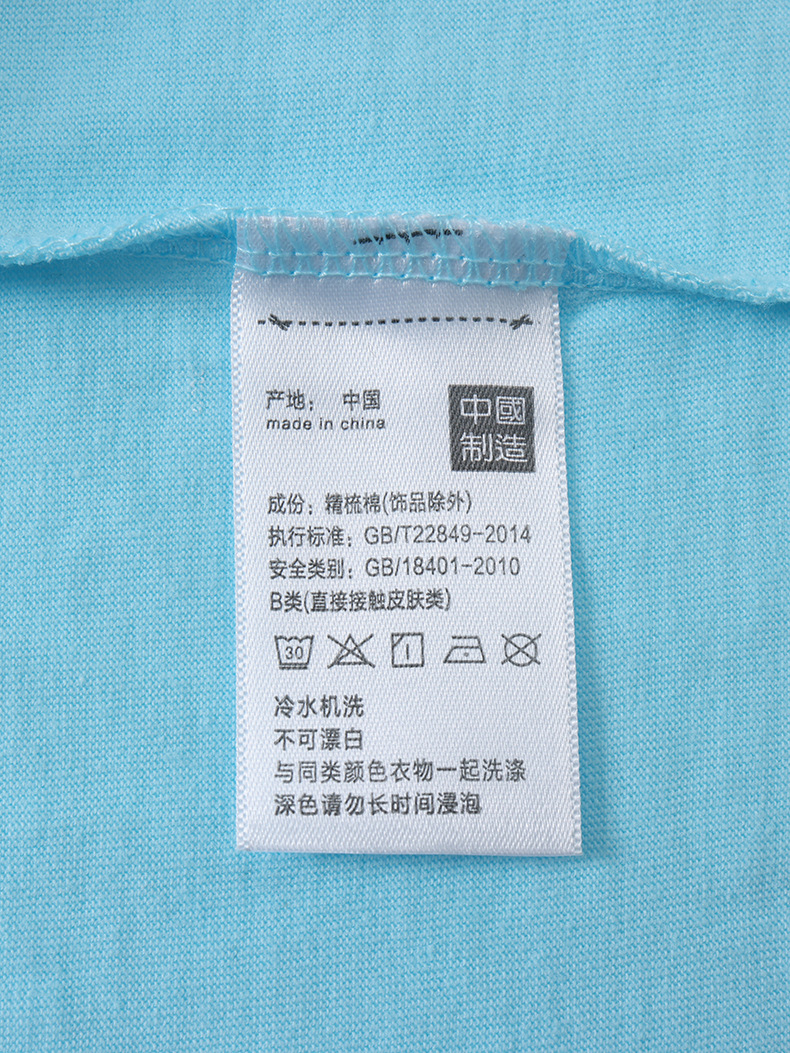 产地： 中国
made in china
中國
制造
成份：精梳棉(饰品除外)
执行标准：GB/T22849-2014
安全类别：GB/18401-2010
B类(直接接触皮肤类)
30
冷水机洗
不可漂白
与同类颜色衣物一起洗涤
深色请勿长时间浸泡